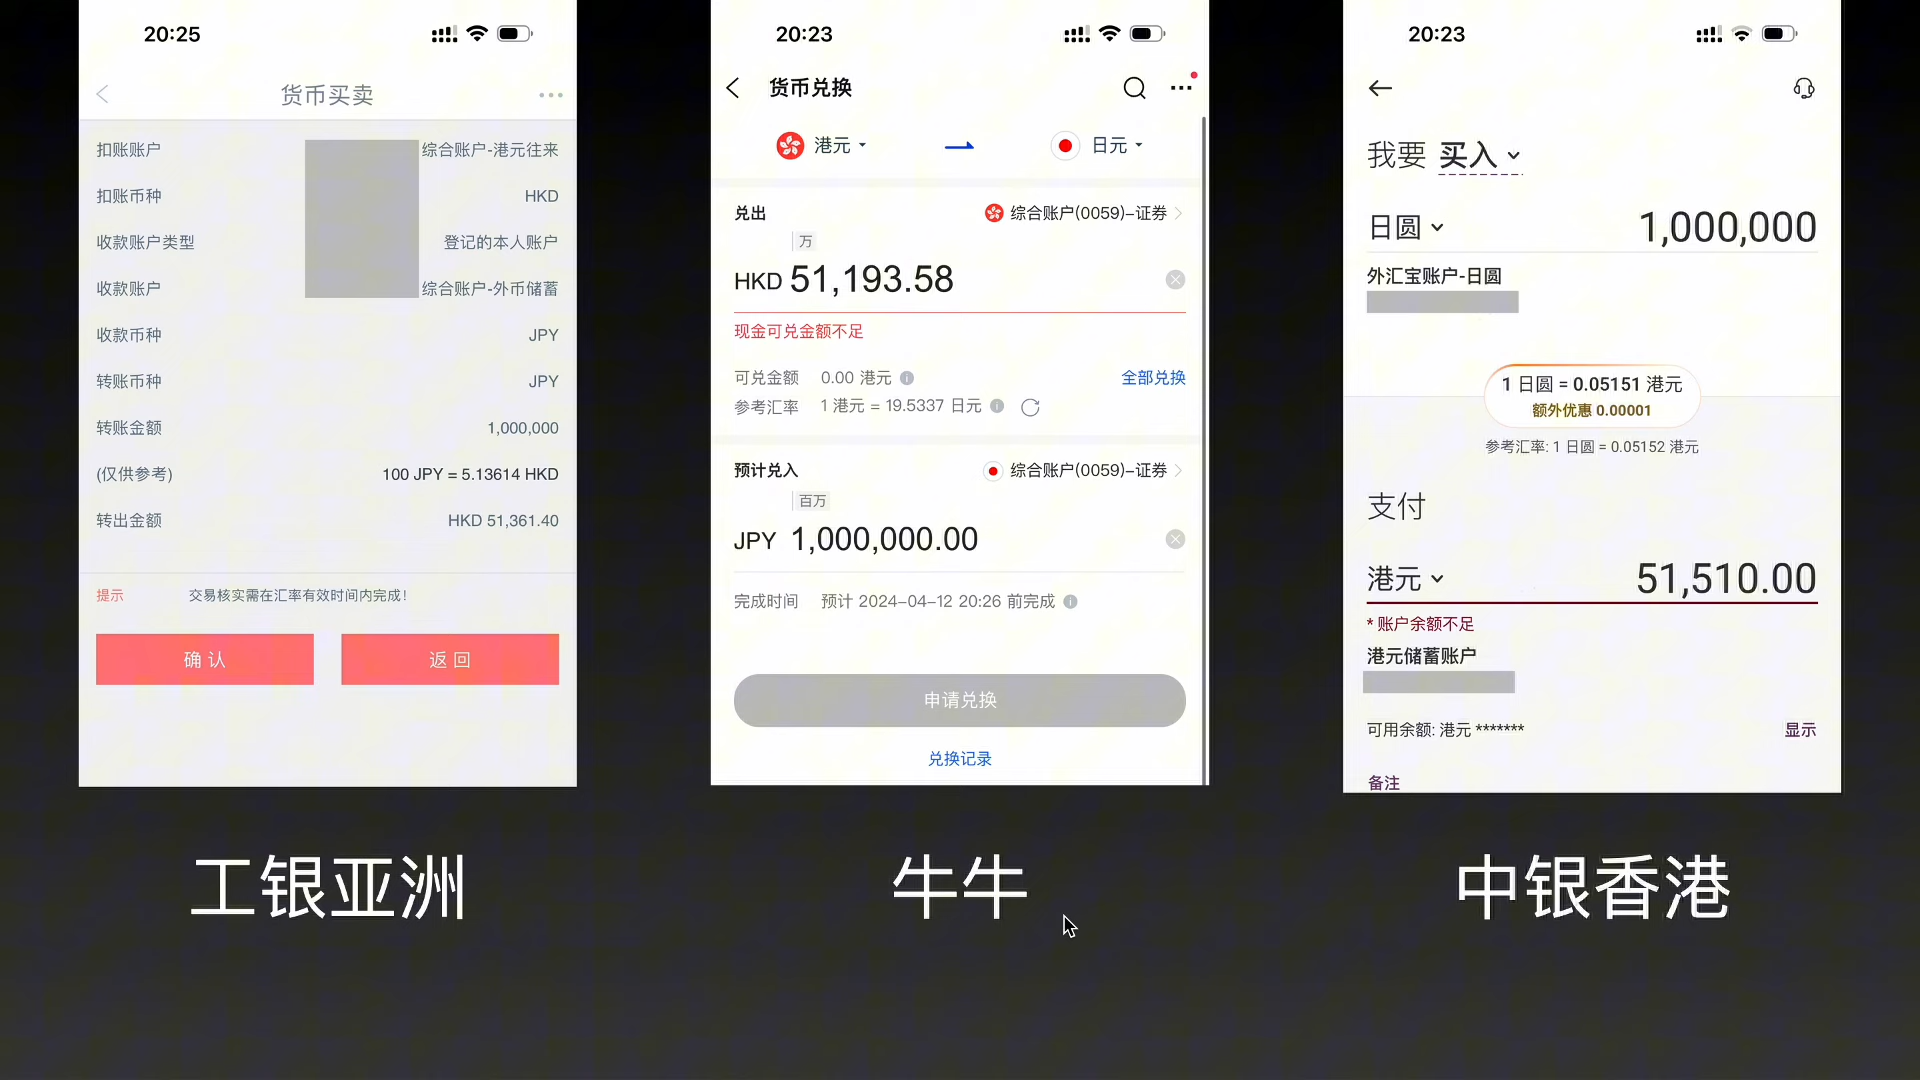 20:25
货币买卖
扣账账户 综合账户-港元往来
扣账币种 HKD
收款账户类型 登记的本人账户
收款账户 综合账户-外币储蓄
收款币种 JPY
转账币种 JPY
转账金额 1,000,000
(仅供参考) 100 JPY = 5.13614 HKD
转出金额 HKD 51,361.40
提示 交易核实需在汇率有效时间内完成!
确认 返回
工银亚洲
20:23
货币兑换
港元 日元
兑出 综合账户(0059)-证券
万
HKD 51,193.58
现金可兑金额不足
可兑金额 0.00 港元 全部兑换
参考汇率 1 港元 = 19.5337 日元
预计兑入 综合账户(0059)-证券
百万
JPY 1,000,000.00
完成时间 预计 2024-04-12 20:26 前完成
申请兑换
兑换记录
牛牛
20:23
我要 买入
日圆 1,000,000
外汇宝账户-日圆
1 日圆 = 0.05151 港元
额外优惠 0.00001
参考汇率: 1 日圆 = 0.05152 港元
支付
港元 51,510.00
* 账户余额不足
港元储蓄账户
可用余额: 港元 ******* 显示
备注
中银香港